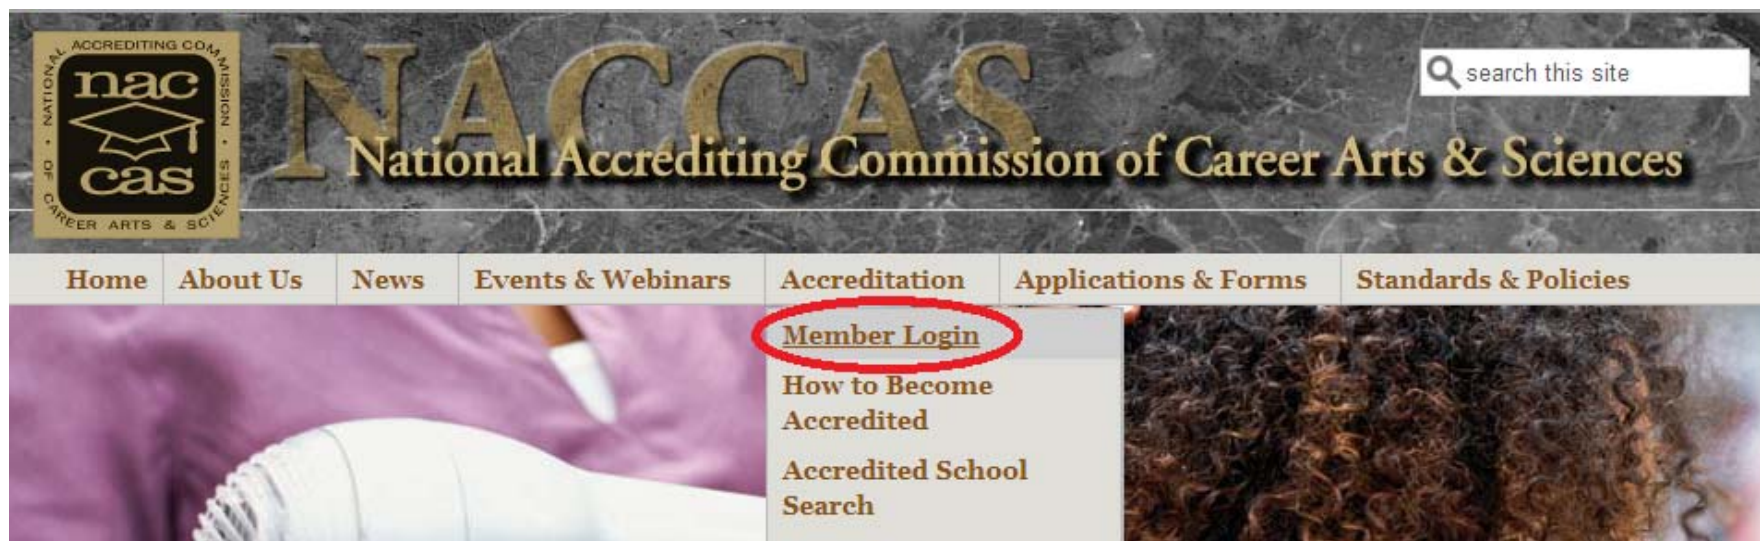 NATIONAL ACCREDITING COMMISSION • OF CAREER ARTS & SCIENCES •
nac
cas
NACCAS
National Accrediting Commission of Career Arts & Sciences
search this site
Home About Us News Events & Webinars Accreditation Applications & Forms Standards & Policies
Member Login
How to Become
Accredited
Accredited School
Search